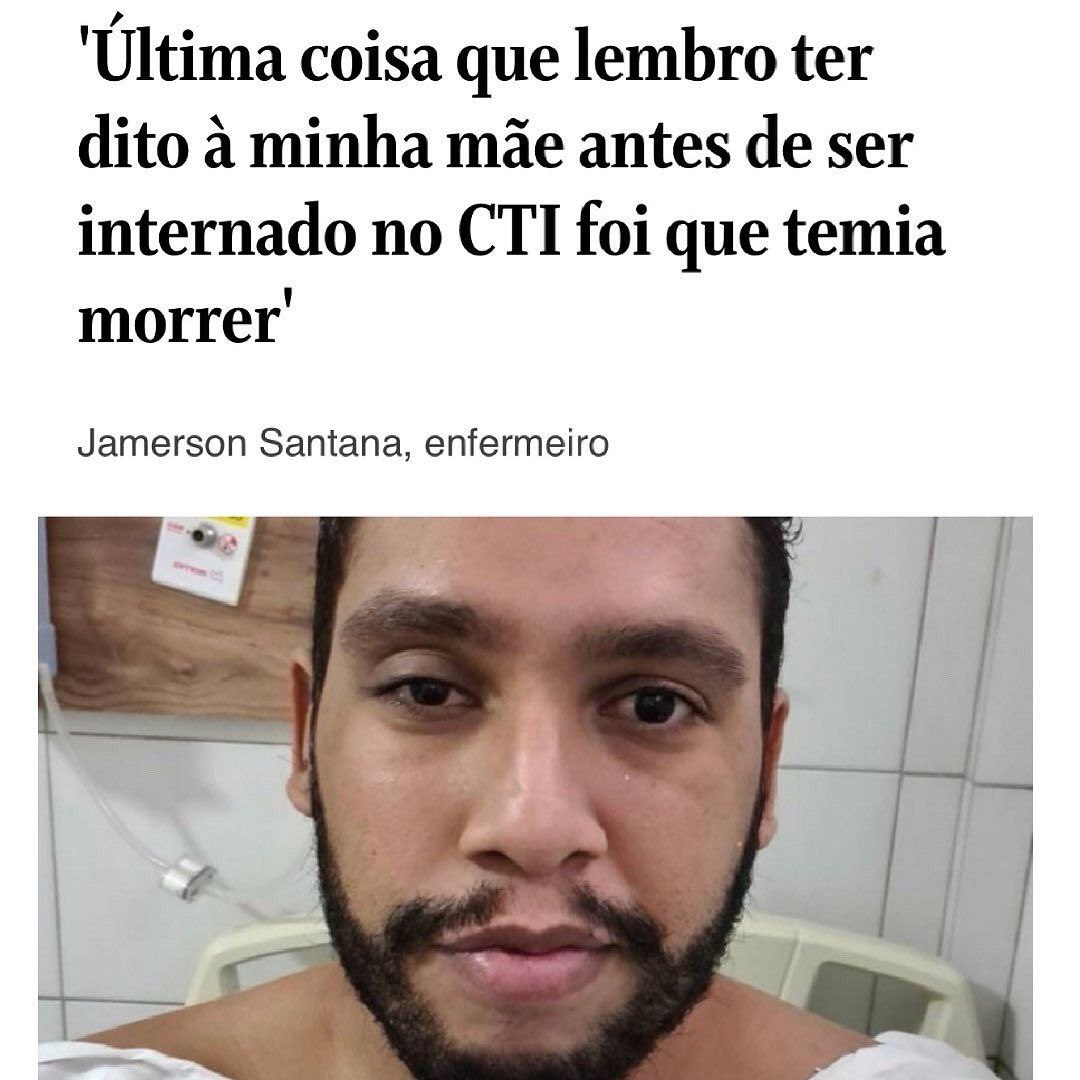 'Última coisa que lembro ter
dito à minha mãe antes de ser
internado no CTI foi que temia
morrer'
Jamerson Santana, enfermeiro